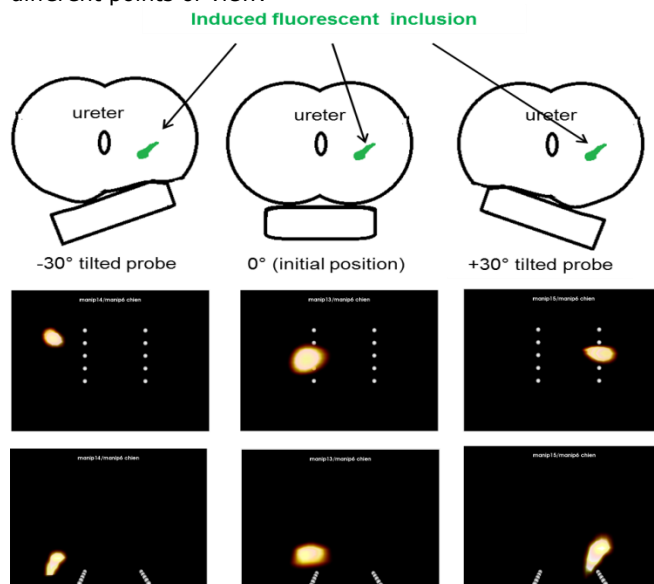 different points of view.
Induced fluorescent inclusion
ureter
ureter
ureter
-30° tilted probe
0° (initial position)
+30° tilted probe
manip14/manipé chien
manip13/manipé chien
manip15/manipé chien
manip14/manipé chien
manip13/manipé chien
manip15/manipé chien